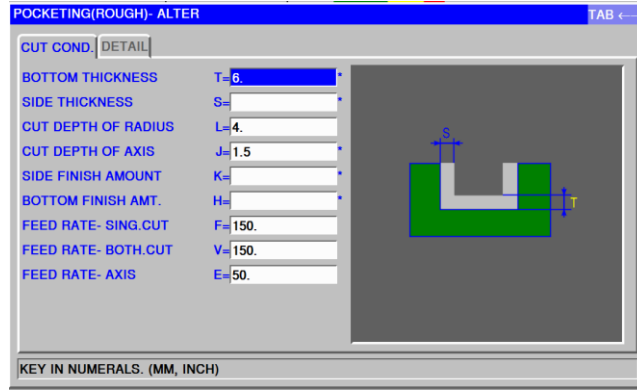 POCKETING(ROUGH)- ALTER TAB ←
CUT COND. DETAIL
BOTTOM THICKNESS T= 6. *
SIDE THICKNESS S= *
CUT DEPTH OF RADIUS L= 4.
CUT DEPTH OF AXIS J= 1.5 *
SIDE FINISH AMOUNT K= *
BOTTOM FINISH AMT. H= *
FEED RATE- SING.CUT F= 150.
FEED RATE- BOTH.CUT V= 150.
FEED RATE- AXIS E= 50.
S
T
KEY IN NUMERALS. (MM, INCH)